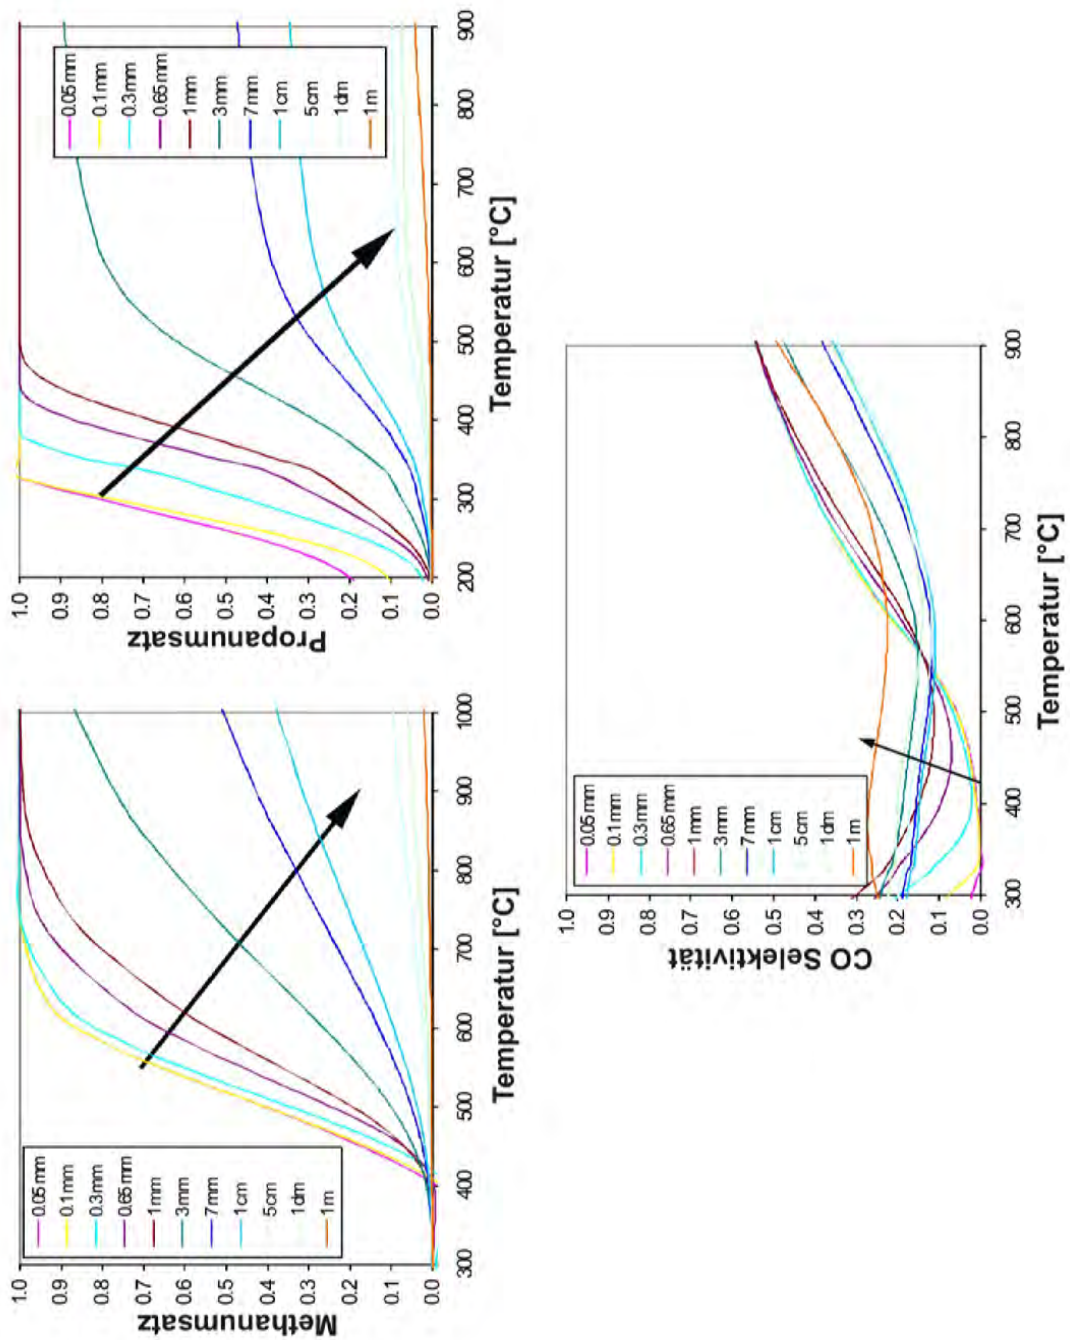 Methanumsatz
1.0
0.9
0.8
0.7
0.6
0.5
0.4
0.3
0.2
0.1
0.0
300
400
500
600
700
800
900
1000
Temperatur [°C]
0.05mm
0.1mm
0.3mm
0.65mm
1mm
3mm
7mm
1cm
5cm
1dm
1m
Propanumsatz
1.0
0.9
0.8
0.7
0.6
0.5
0.4
0.3
0.2
0.1
0.0
200
300
400
500
600
700
800
900
Temperatur [°C]
0.05mm
0.1mm
0.3mm
0.65mm
1mm
3mm
7mm
1cm
5cm
1dm
1m
CO Selektivität
1.0
0.9
0.8
0.7
0.6
0.5
0.4
0.3
0.2
0.1
0.0
300
400
500
600
700
800
900
Temperatur [°C]
0.05mm
0.1mm
0.3mm
0.65mm
1mm
3mm
7mm
1cm
5cm
1dm
1m